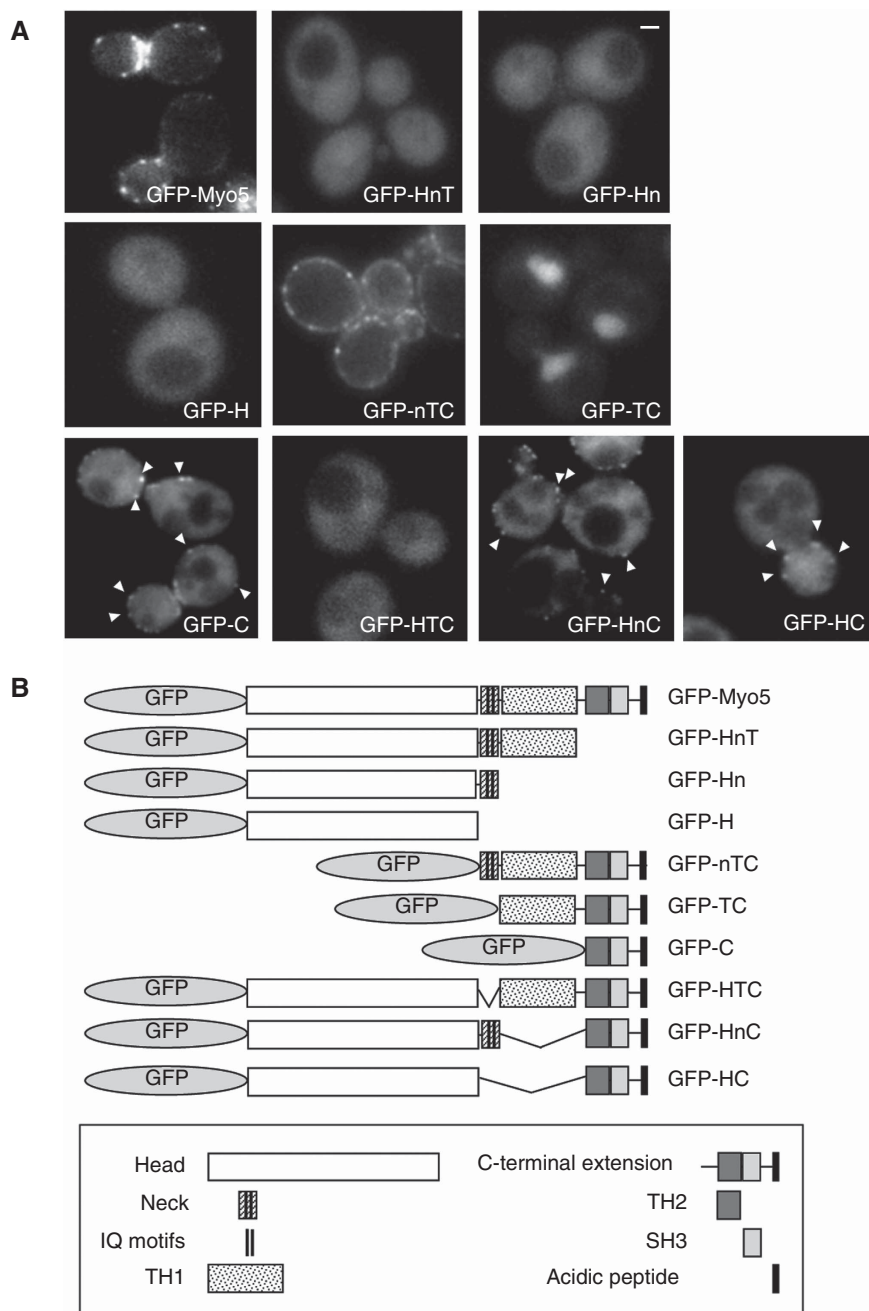 A
GFP-Myo5
GFP-HnT
GFP-Hn
GFP-H
GFP-nTC
GFP-TC
GFP-C
GFP-HTC
GFP-HnC
GFP-HC
B
GFP
GFP-Myo5
GFP
GFP-HnT
GFP
GFP-Hn
GFP
GFP-H
GFP
GFP-nTC
GFP
GFP-TC
GFP
GFP-C
GFP
GFP-HTC
GFP
GFP-HnC
GFP
GFP-HC
Head
Neck
IQ motifs
TH1
C-terminal extension
TH2
SH3
Acidic peptide